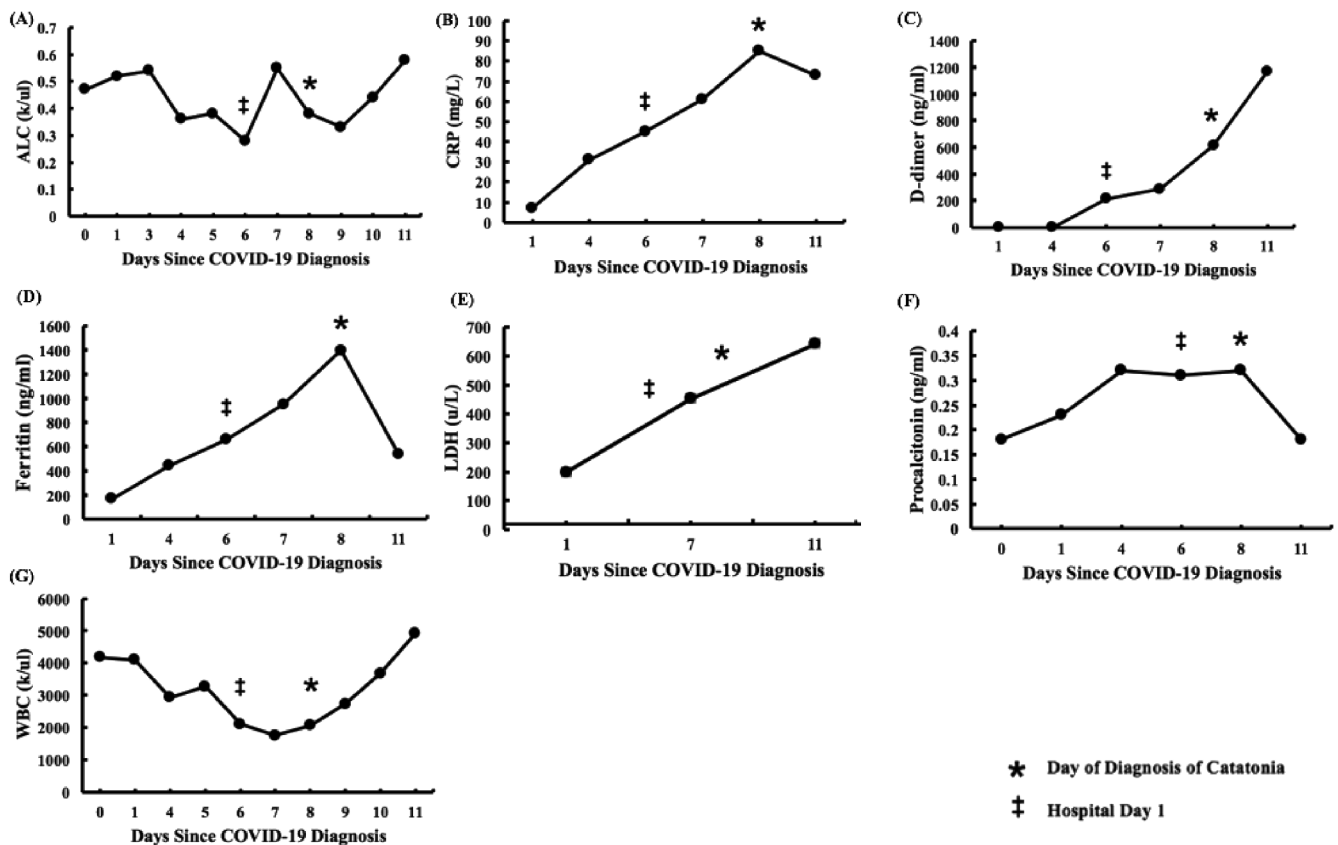 (A)
ALC (k/ul)
0.7
0.6
0.5
0.4
0.3
0.2
0.1
0
‡
*
0 1 3 4 5 6 7 8 9 10 11
Days Since COVID-19 Diagnosis
(B)
CRP (mg/L)
100
90
80
70
60
50
40
30
20
10
0
‡
*
1 4 6 7 8 11
Days Since COVID-19 Diagnosis
(C)
D-dimer (ng/ml)
1400
1200
1000
800
600
400
200
0
‡
*
1 4 6 7 8 11
Days Since COVID-19 Diagnosis
(D)
Ferritin (ng/ml)
1600
1400
1200
1000
800
600
400
200
0
‡
*
1 4 6 7 8 11
Days Since COVID-19 Diagnosis
(E)
LDH (u/L)
700
600
500
400
300
200
100
0
‡
*
1 7 11
Days Since COVID-19 Diagnosis
(F)
Procalcitonin (ng/ml)
0.4
0.35
0.3
0.25
0.2
0.15
0.1
0.05
0
‡
*
0 1 4 6 8 11
Days Since COVID-19 Diagnosis
(G)
WBC (k/ul)
6000
5000
4000
3000
2000
1000
0
‡
*
0 1 4 5 6 7 8 9 10 11
Days Since COVID-19 Diagnosis
* Day of Diagnosis of Catatonia
‡ Hospital Day 1